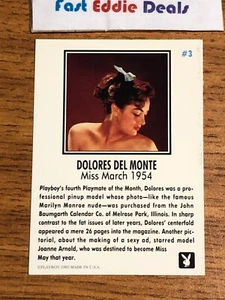 Fast Eddie Deals
#3
DOLORES DEL MONTE
Miss March 1954
Playboy's fourth Playmate of the Month, Dolores was a pro-
fessional pinup model whose photo—like the famous
Marilyn Monroe nude—was purchased from the John
Baumgarth Calendar Co. of Melrose Park, Illinois. In sharp
contrast to the fat issues of later years, Dolores' centerfold
appeared a mere 26 pages into the magazine. Another pic-
torial, about the making of a sexy ad, starred model
Joanne Arnold, who was destined to become Miss
May that year.
MADE IN U.S.A.